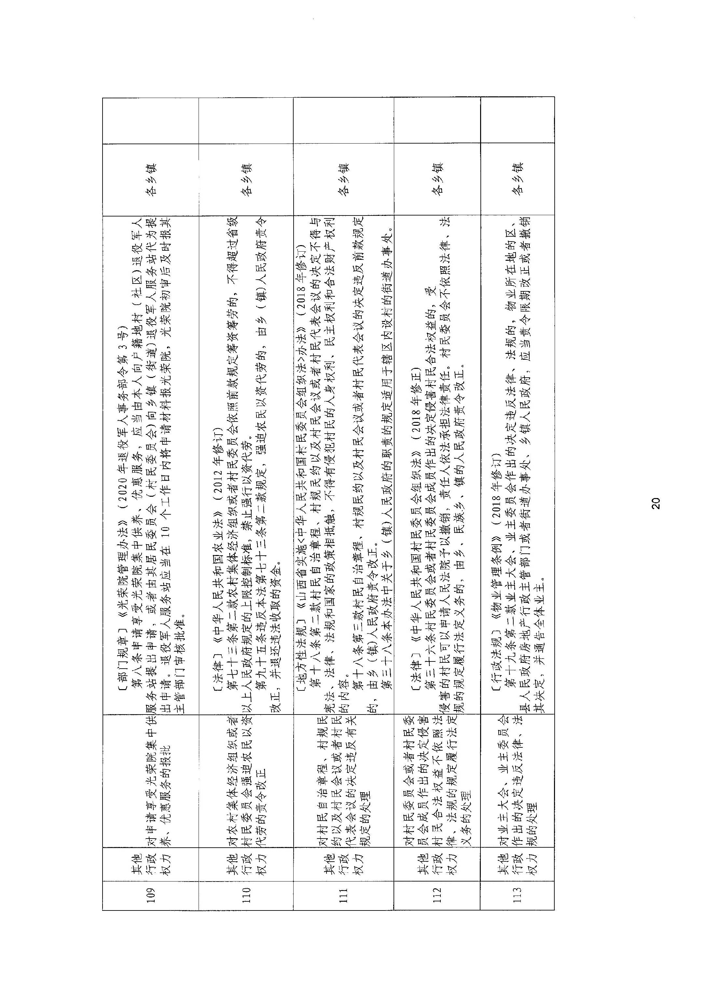 109
其他
行政
权力
对申请享受光荣院集中供
养、优惠服务的报批
〔部门规章〕《光荣院管理办法》（2020年退役军人事务部令第3号）
第八条申请享受光荣院集中供养、优惠服务，应当由本人向户籍地村（社区）退役军人
服务站提出申请，或者由其居民委员会（村民委员会）向乡镇（街道）退役军人服务站代为提
出申请。退役军人服务站应当在 10 个工作日内将申请材料报光荣院，光荣院初审后及时报其
主管部门审核批准。
各乡镇
110
其他
行政
权力
对农村集体经济组织或者
村民委员会强迫农民以资
代劳的责令改正
〔法律〕《中华人民共和国农业法》（2012年修订）
第七十三条第二款农村集体经济组织或者村民委员会依照前款规定筹资筹劳的，不得超过省级
以上人民政府规定的上限控制标准，禁止强行以资代劳。
第九十五条违反本法第七十三条第二款规定，强迫农民以资代劳的，由乡（镇）人民政府责令
改正，并退还违法收取的资金。
各乡镇
111
其他
行政
权力
对村民自治章程、村规民
约以及村民会议或者村民
代表会议的决定违反有关
规定的处理
〔地方性法规〕《山西省实施<中华人民共和国村民委员会组织法>办法》（2018年修订）
第十八条第二款村民自治章程、村规民约以及村民会议或者村民代表会议的决定不得与
宪法、法律、法规和国家的政策相抵触，不得有侵犯村民的人身权利、民主权利和合法财产权利
的内容。
第十八条第三款村民自治章程、村规民约以及村民会议或者村民代表会议的决定违反前款规定
的，由乡（镇）人民政府责令改正。
第三十八条本办法中关于乡（镇）人民政府的职责的规定适用于辖区内设村的街道办事处。
各乡镇
112
其他
行政
权力
对村民委员会或者村民委
员会成员作出的决定侵害
村民合法权益不依照法
律、法规的规定履行法定
义务的处理
〔法律〕《中华人民共和国村民委员会组织法》（2018年修正）
第三十六条村民委员会或者村民委员会成员作出的决定侵害村民合法权益的，受
侵害的村民可以申请人民法院予以撤销，责任人依法承担法律责任。村民委员会不依照法律、法
规的规定履行法定义务的，由乡、民族乡、镇的人民政府责令改正。
各乡镇
113
其他
行政
权力
对业主大会、业主委员会
作出的决定违反法律、法
规的处理
〔行政法规〕《物业管理条例》（2018年修订）
第十九条第二款业主大会、业主委员会作出的决定违反法律、法规的，物业所在地的区、
县人民政府房地产行政主管部门或者街道办事处、乡镇人民政府，应当责令限期改正或者撤销
其决定，并通告全体业主。
各乡镇
20